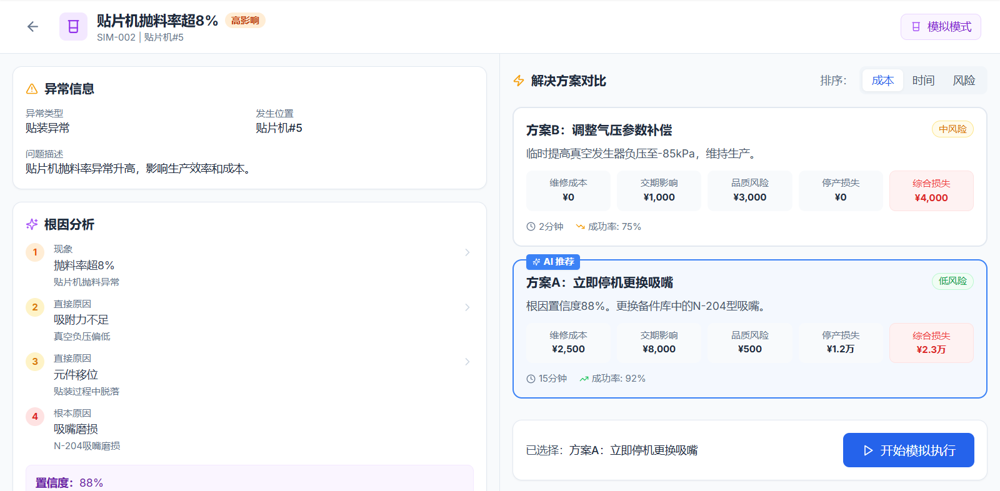 贴片机抛料率超8%
高影响
SIM-002 | 贴片机#5
模拟模式
异常信息
异常类型
贴装异常
发生位置
贴片机#5
问题描述
贴片机抛料率异常升高，影响生产效率和成本。
根因分析
1
现象
抛料率超8%
贴片机抛料异常
2
直接原因
吸附力不足
真空负压偏低
3
直接原因
元件移位
贴装过程中脱落
4
根本原因
吸嘴磨损
N-204吸嘴磨损
置信度：88%
解决方案对比
排序：
成本
时间
风险
方案B：调整气压参数补偿
中风险
临时提高真空发生器负压至-85kPa，维持生产。
维修成本
¥0
交期影响
¥1,000
品质风险
¥3,000
停产损失
¥0
综合损失
¥4,000
2分钟
成功率: 75%
AI 推荐
方案A：立即停机更换吸嘴
低风险
根因置信度88%。更换备件库中的N-204型吸嘴。
维修成本
¥2,500
交期影响
¥8,000
品质风险
¥500
停产损失
¥1.2万
综合损失
¥2.3万
15分钟
成功率: 92%
已选择：方案A：立即停机更换吸嘴
开始模拟执行